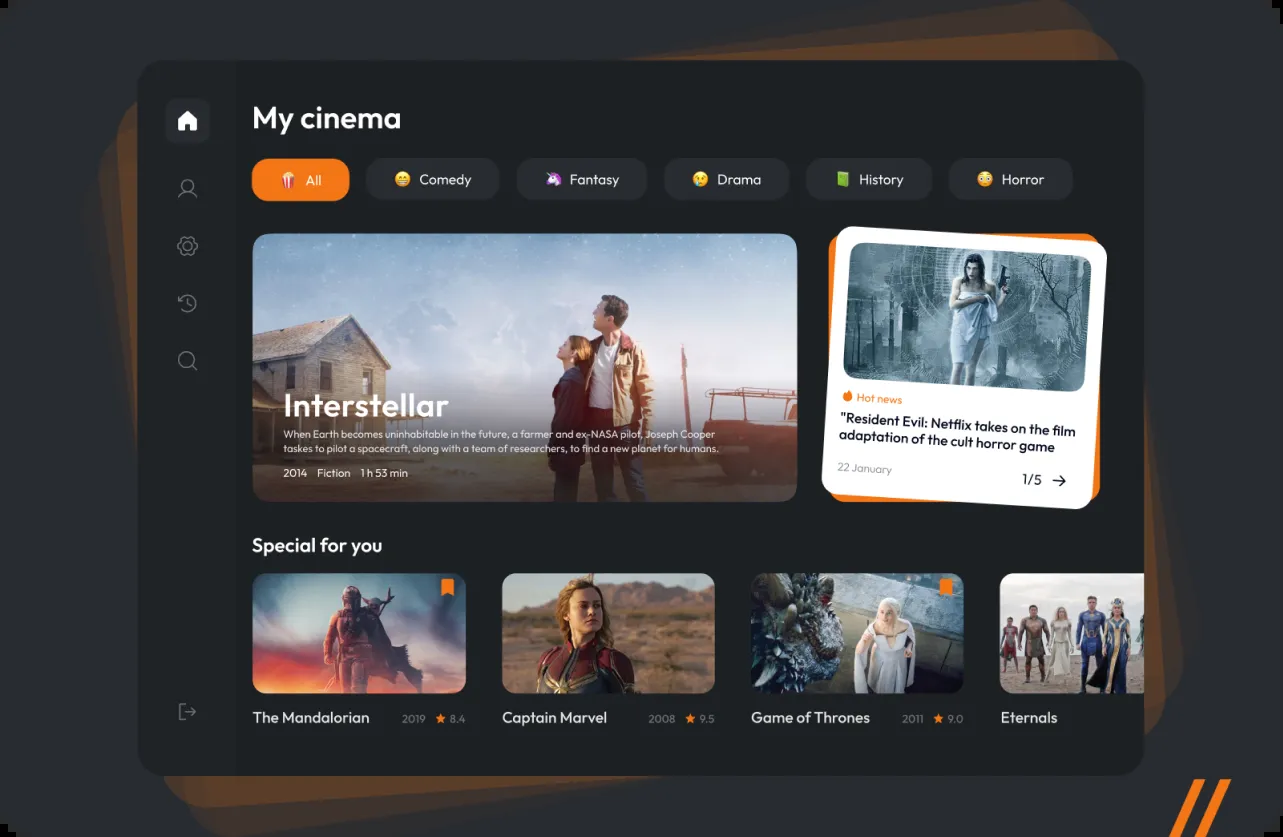 My cinema
All
Comedy
Fantasy
Drama
History
Horror
Interstellar
When Earth becomes uninhabitable in the future, a farmer and ex-NASA pilot, Joseph Cooper
taskes to pilot a spacecraft, along with a team of researchers, to find a new planet for humans.
2014 Fiction 1 h 53 min
Hot news
"Resident Evil: Netflix takes on the film
adaptation of the cult horror game
22 January
1/5
Special for you
The Mandalorian 2019 8.4
Captain Marvel 2008 9.5
Game of Thrones 2011 9.0
Eternals